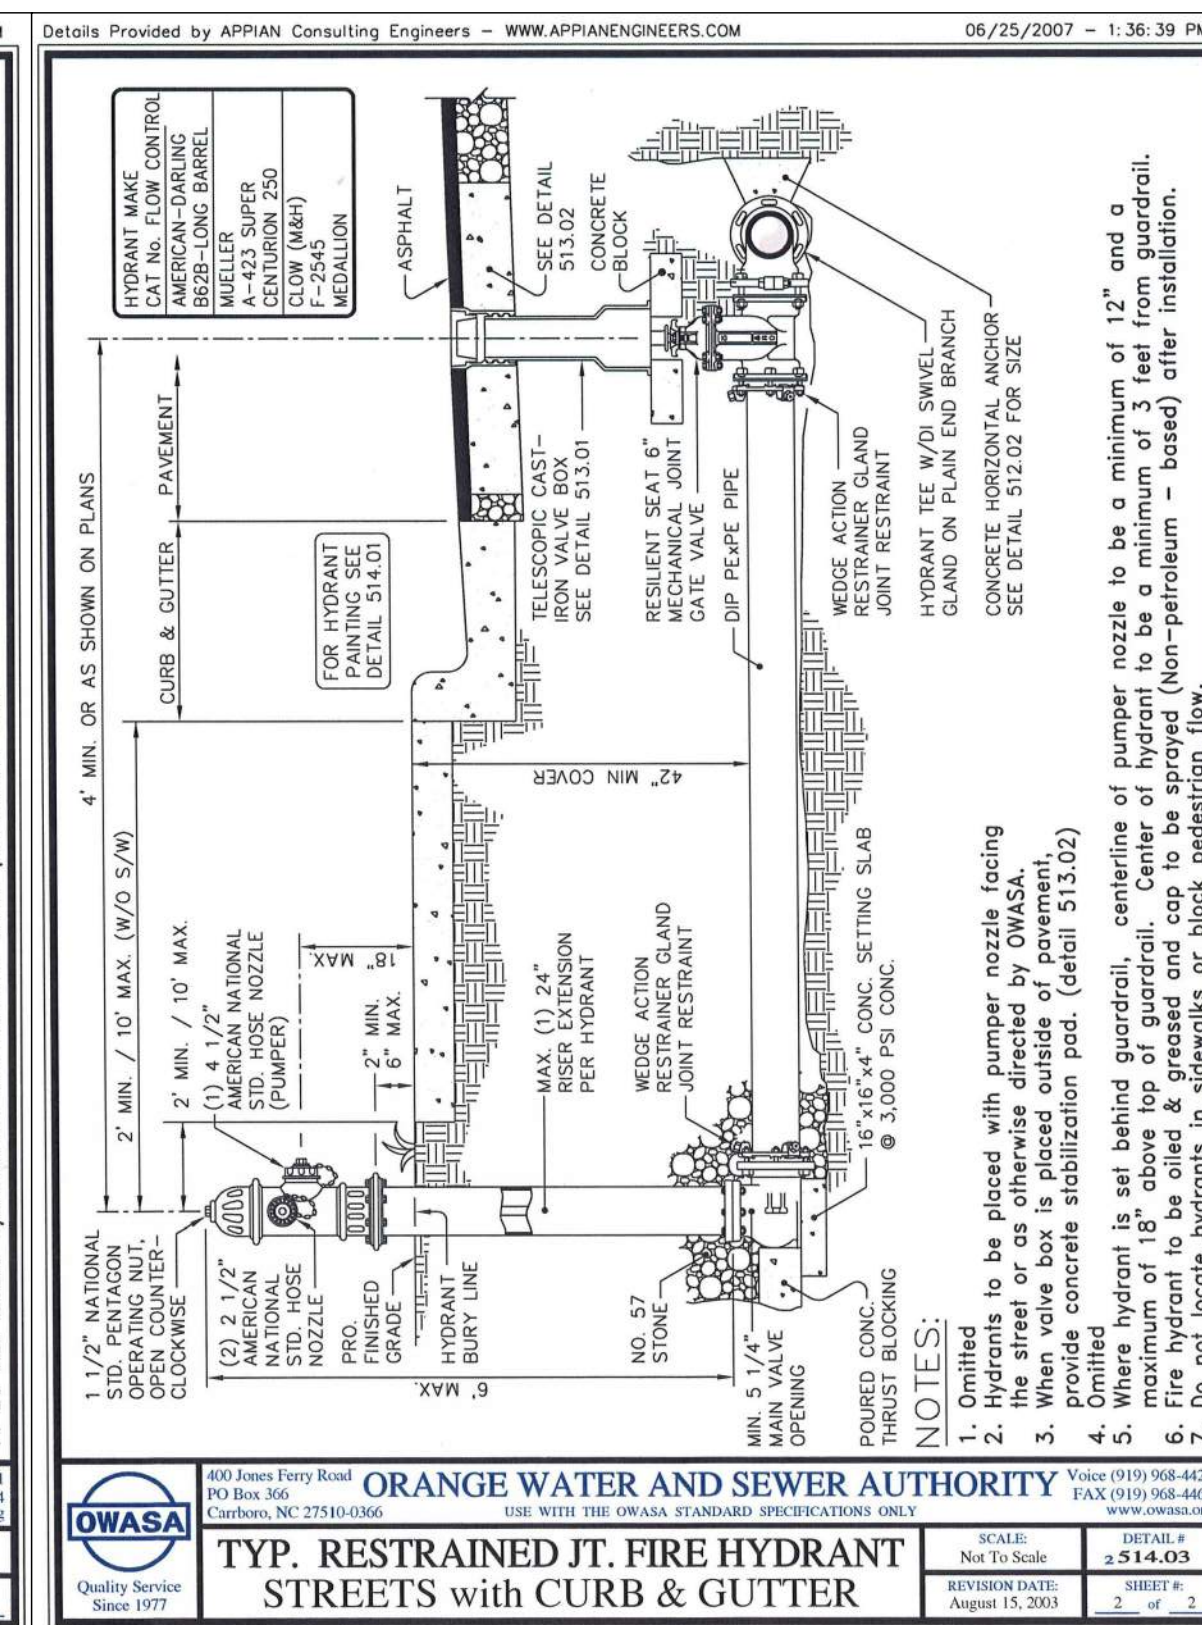 Details Provided by APPIAN Consulting Engineers – WWW.APPIANENGINEERS.COM
06/25/2007 – 1:36:39 PM
HYDRANT MAKE
CAT No. FLOW CONTROL
AMERICAN-DARLING
B62B-LONG BARREL
MUELLER
A-423 SUPER
CENTURION 250
CLOW (M&H)
F-2545
MEDALLION
4' MIN. OR AS SHOWN ON PLANS
2' MIN. / 10' MAX. (W/O S/W)
CURB & GUTTER
PAVEMENT
2' MIN. / 10' MAX.
1 1/2" NATIONAL
STD. PENTAGON
OPERATING NUT,
OPEN COUNTER-
CLOCKWISE
(1) 4 1/2"
AMERICAN NATIONAL
STD. HOSE NOZZLE
(PUMPER)
(2) 2 1/2"
AMERICAN
NATIONAL
STD. HOSE
NOZZLE
18" MAX.
2" MIN.
6" MAX.
PRO.
FINISHED
GRADE
HYDRANT
BURY LINE
6' MAX.
FOR HYDRANT
PAINTING SEE
DETAIL 514.01
ASPHALT
SEE DETAIL
513.02
CONCRETE
BLOCK
TELESCOPIC CAST-
IRON VALVE BOX
SEE DETAIL 513.01
RESILIENT SEAT 6"
MECHANICAL JOINT
GATE VALVE
DIP PExPE PIPE
42" MIN COVER
MAX. (1) 24"
RISER EXTENSION
PER HYDRANT
WEDGE ACTION
RESTRAINER GLAND
JOINT RESTRAINT
NO. 57
STONE
MIN. 5 1/4"
MAIN VALVE
OPENING
POURED CONC.
THRUST BLOCKING
16"x16"x4" CONC. SETTING SLAB
@ 3,000 PSI CONC.
WEDGE ACTION
RESTRAINER GLAND
JOINT RESTRAINT
HYDRANT TEE W/DI SWIVEL
GLAND ON PLAIN END BRANCH
CONCRETE HORIZONTAL ANCHOR
SEE DETAIL 512.02 FOR SIZE
NOTES:
1. Omitted
2. Hydrants to be placed with pumper nozzle facing
the street or as otherwise directed by OWASA.
3. When valve box is placed outside of pavement,
provide concrete stabilization pad. (detail 513.02)
4. Omitted
5. Where hydrant is set behind guardrail, centerline of pumper nozzle to be a minimum of 12" and a
maximum of 18" above top of guardrail. Center of hydrant to be a minimum of 3 feet from guardrail.
6. Fire hydrant to be oiled & greased and cap to be sprayed (Non-petroleum – based) after installation.
7. Do not locate hydrants in sidewalks or block pedestrian flow.
OWASA
Quality Service
Since 1977
400 Jones Ferry Road
PO Box 366
Carrboro, NC 27510-0366
ORANGE WATER AND SEWER AUTHORITY
USE WITH THE OWASA STANDARD SPECIFICATIONS ONLY
Voice (919) 968-442
FAX (919) 968-446
www.owasa.or
TYP. RESTRAINED JT. FIRE HYDRANT
STREETS with CURB & GUTTER
SCALE:
Not To Scale
REVISION DATE:
August 15, 2003
DETAIL #
2 514.03
SHEET #:
2 of 2